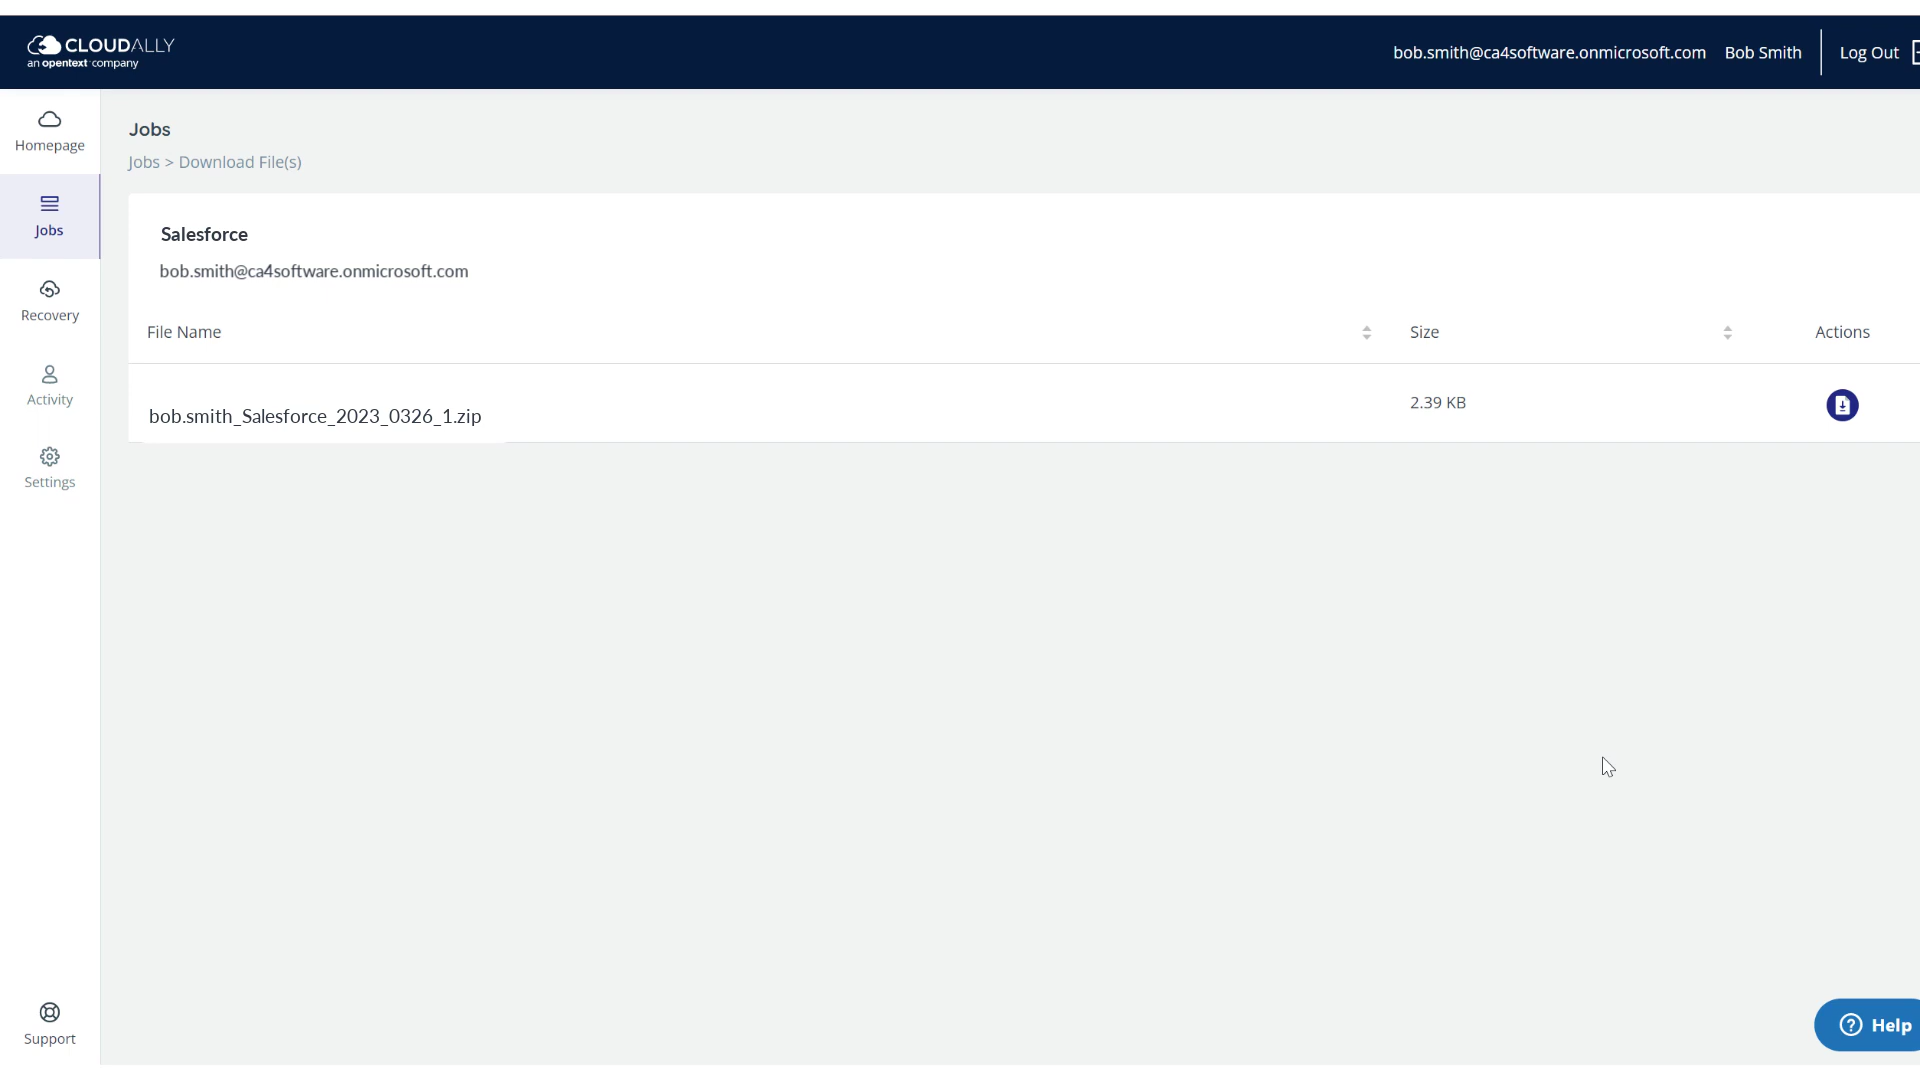 CLOUDALLY
an opentext company
bob.smith@ca4software.onmicrosoft.com Bob Smith Log Out
Homepage
Jobs
Recovery
Activity
Settings
Support
Jobs
Jobs > Download File(s)
Salesforce
bob.smith@ca4software.onmicrosoft.com
File Name Size Actions
bob.smith_Salesforce_2023_0326_1.zip 2.39 KB
? Help